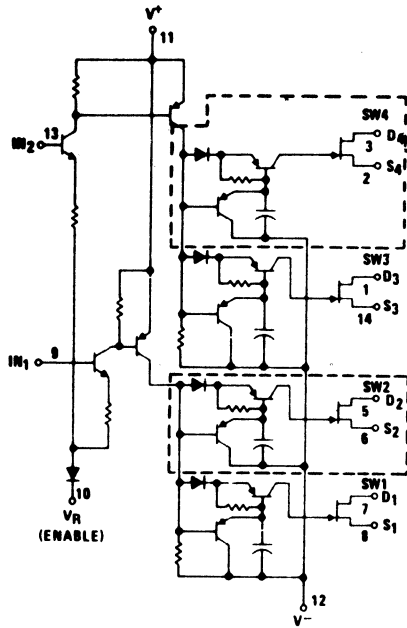 V+
11
SW4
D4
3
S4
2
13
IN2
SW3
D3
1
S3
14
9
IN1
SW2
D2
5
S2
6
10
VR
(ENABLE)
SW1
D1
7
S1
8
12
V−